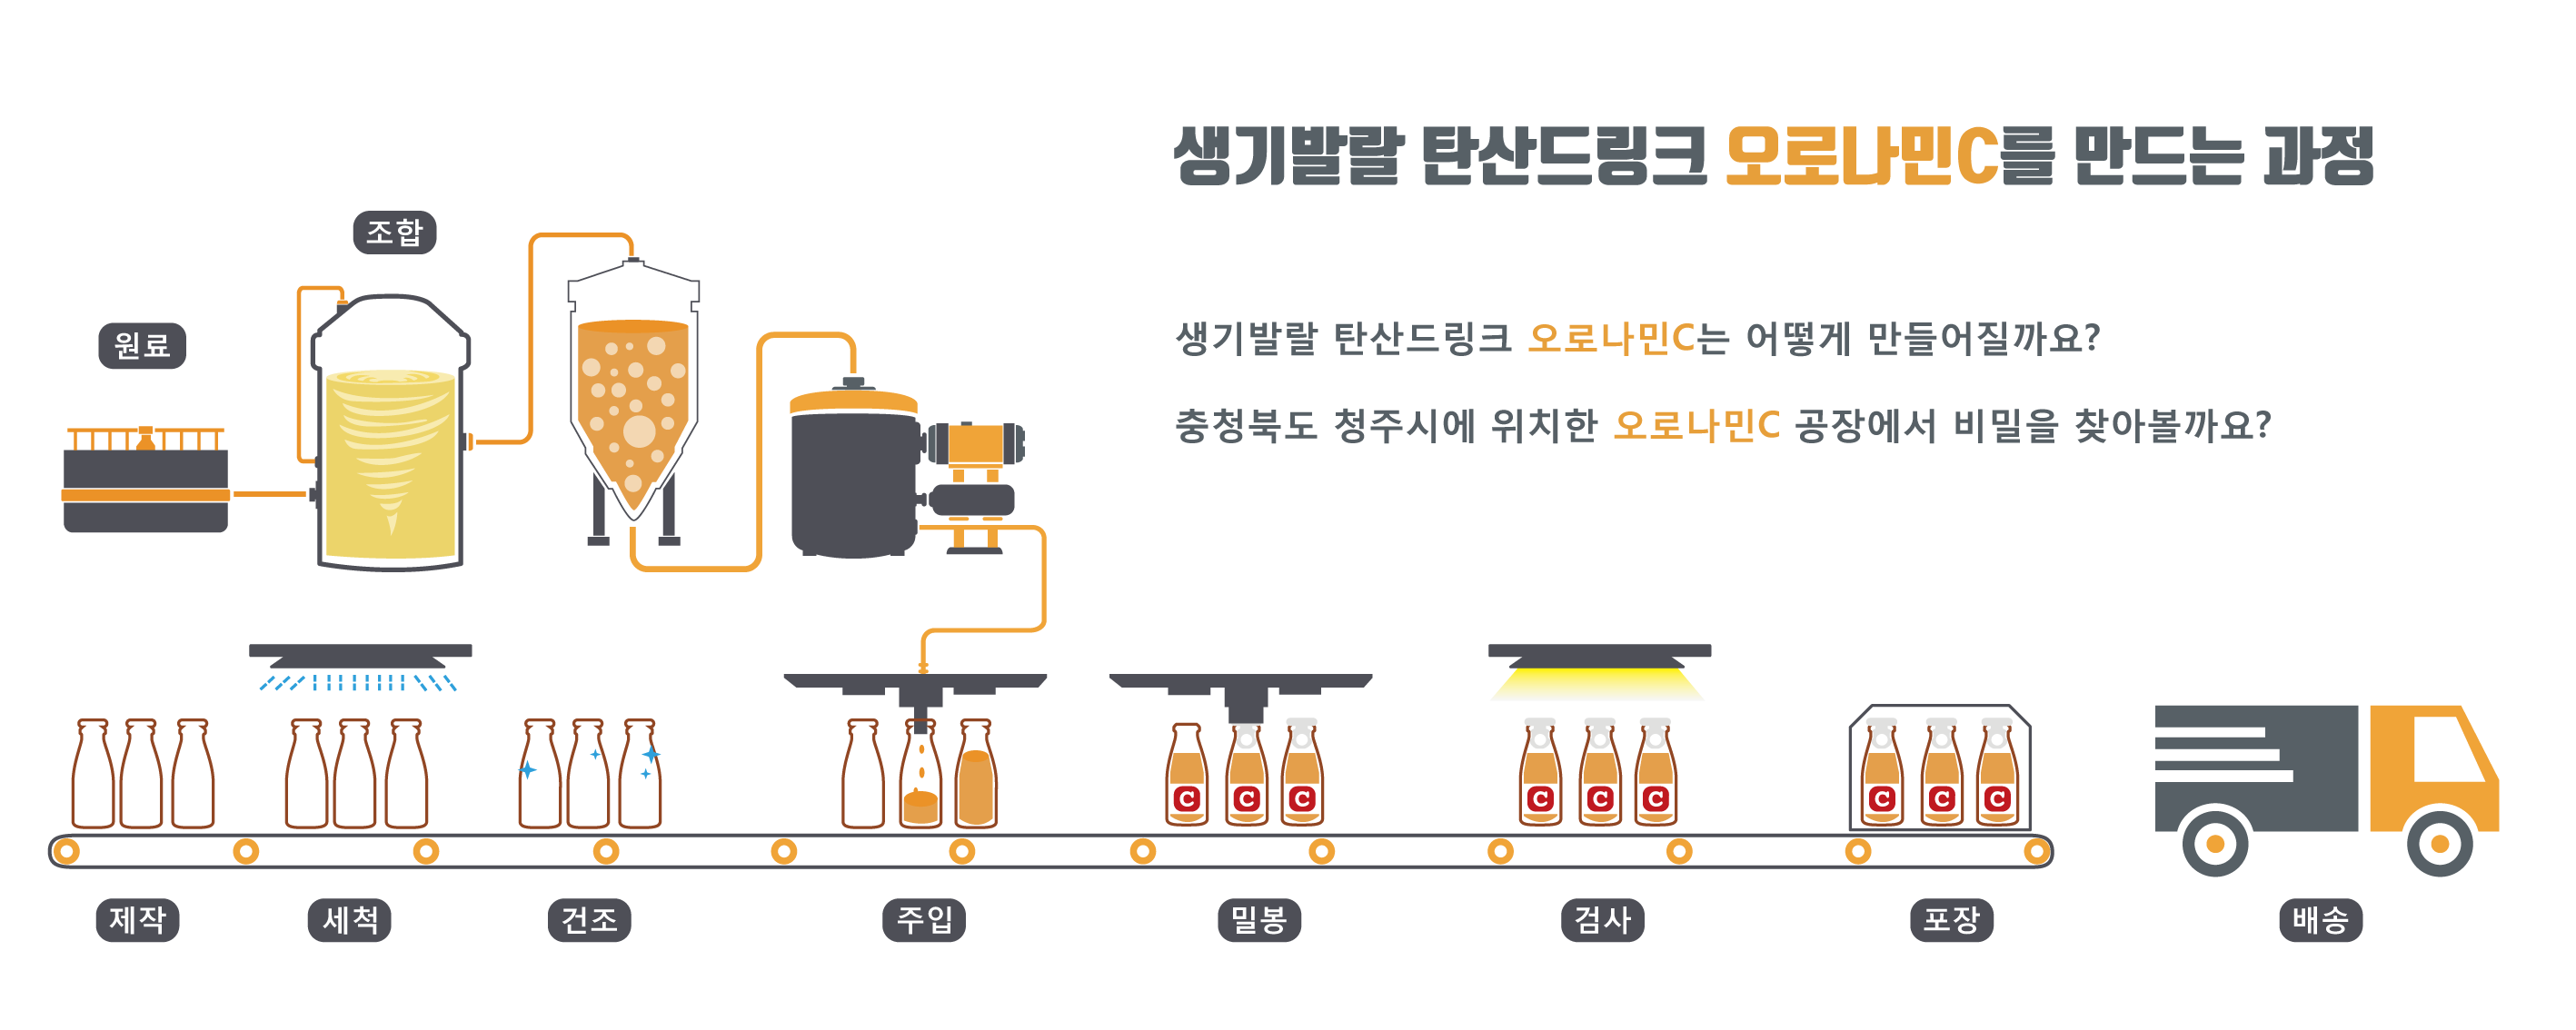 생기발랄 탄산드링크 오로나민C를 만드는 과정
생기발랄 탄산드링크 오로나민C는 어떻게 만들어질까요?
충청북도 청주시에 위치한 오로나민C 공장에서 비밀을 찾아볼까요?
조합
원료
C C C
C C C
C C C
제작
세척
건조
주입
밀봉
검사
포장
배송